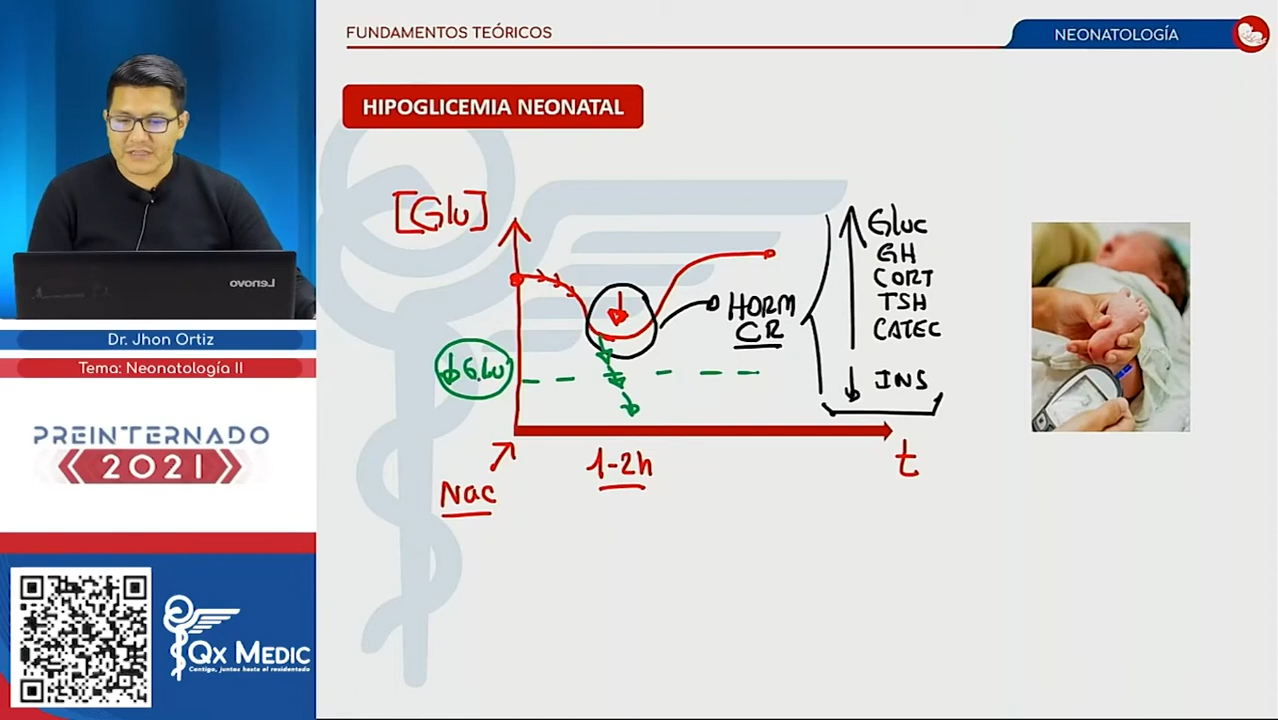 FUNDAMENTOS TEÓRICOS
NEONATOLOGÍA
HIPOGLICEMIA NEONATAL
[Glu]
↓ Glu
Nac
1-2h
t
HORM
CR
↑ Gluc
GH
CORT
TSH
CATEC
↓ INS
lenovo
Dr. Jhon Ortiz
Tema: Neonatología II
PREINTERNADO
2021
Qx MEDIC
Contigo, juntos hasta el residentado